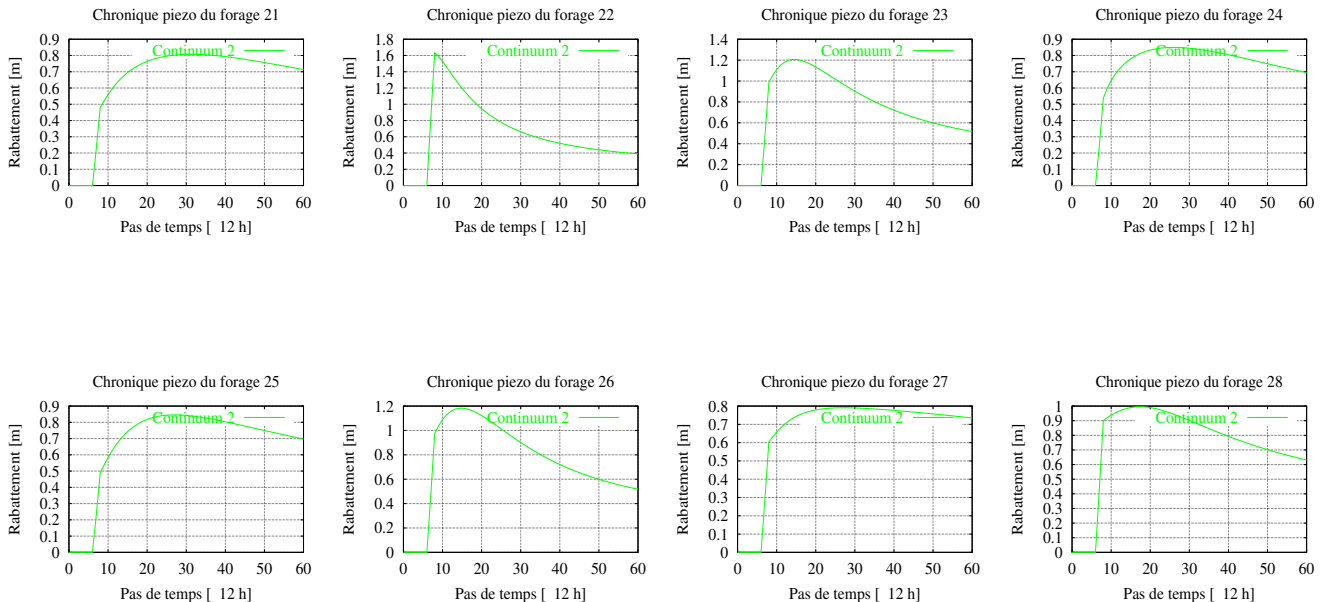 Chronique piezo du forage 21
Chronique piezo du forage 22
Chronique piezo du forage 23
Chronique piezo du forage 24
0.9
0.8
0.7
0.6
0.5
0.4
0.3
0.2
0.1
0
Rabattement [m]
Continuum 2
0 10 20 30 40 50 60
Pas de temps [ 12 h]
1.8
1.6
1.4
1.2
1
0.8
0.6
0.4
0.2
0
Rabattement [m]
Continuum 2
0 10 20 30 40 50 60
Pas de temps [ 12 h]
1.4
1.2
1
0.8
0.6
0.4
0.2
0
Rabattement [m]
Continuum 2
0 10 20 30 40 50 60
Pas de temps [ 12 h]
0.9
0.8
0.7
0.6
0.5
0.4
0.3
0.2
0.1
0
Rabattement [m]
Continuum 2
0 10 20 30 40 50 60
Pas de temps [ 12 h]
Chronique piezo du forage 25
Chronique piezo du forage 26
Chronique piezo du forage 27
Chronique piezo du forage 28
0.9
0.8
0.7
0.6
0.5
0.4
0.3
0.2
0.1
0
Rabattement [m]
Continuum 2
0 10 20 30 40 50 60
Pas de temps [ 12 h]
1.2
1
0.8
0.6
0.4
0.2
0
Rabattement [m]
Continuum 2
0 10 20 30 40 50 60
Pas de temps [ 12 h]
0.8
0.7
0.6
0.5
0.4
0.3
0.2
0.1
0
Rabattement [m]
Continuum 2
0 10 20 30 40 50 60
Pas de temps [ 12 h]
1
0.9
0.8
0.7
0.6
0.5
0.4
0.3
0.2
0.1
0
Rabattement [m]
Continuum 2
0 10 20 30 40 50 60
Pas de temps [ 12 h]